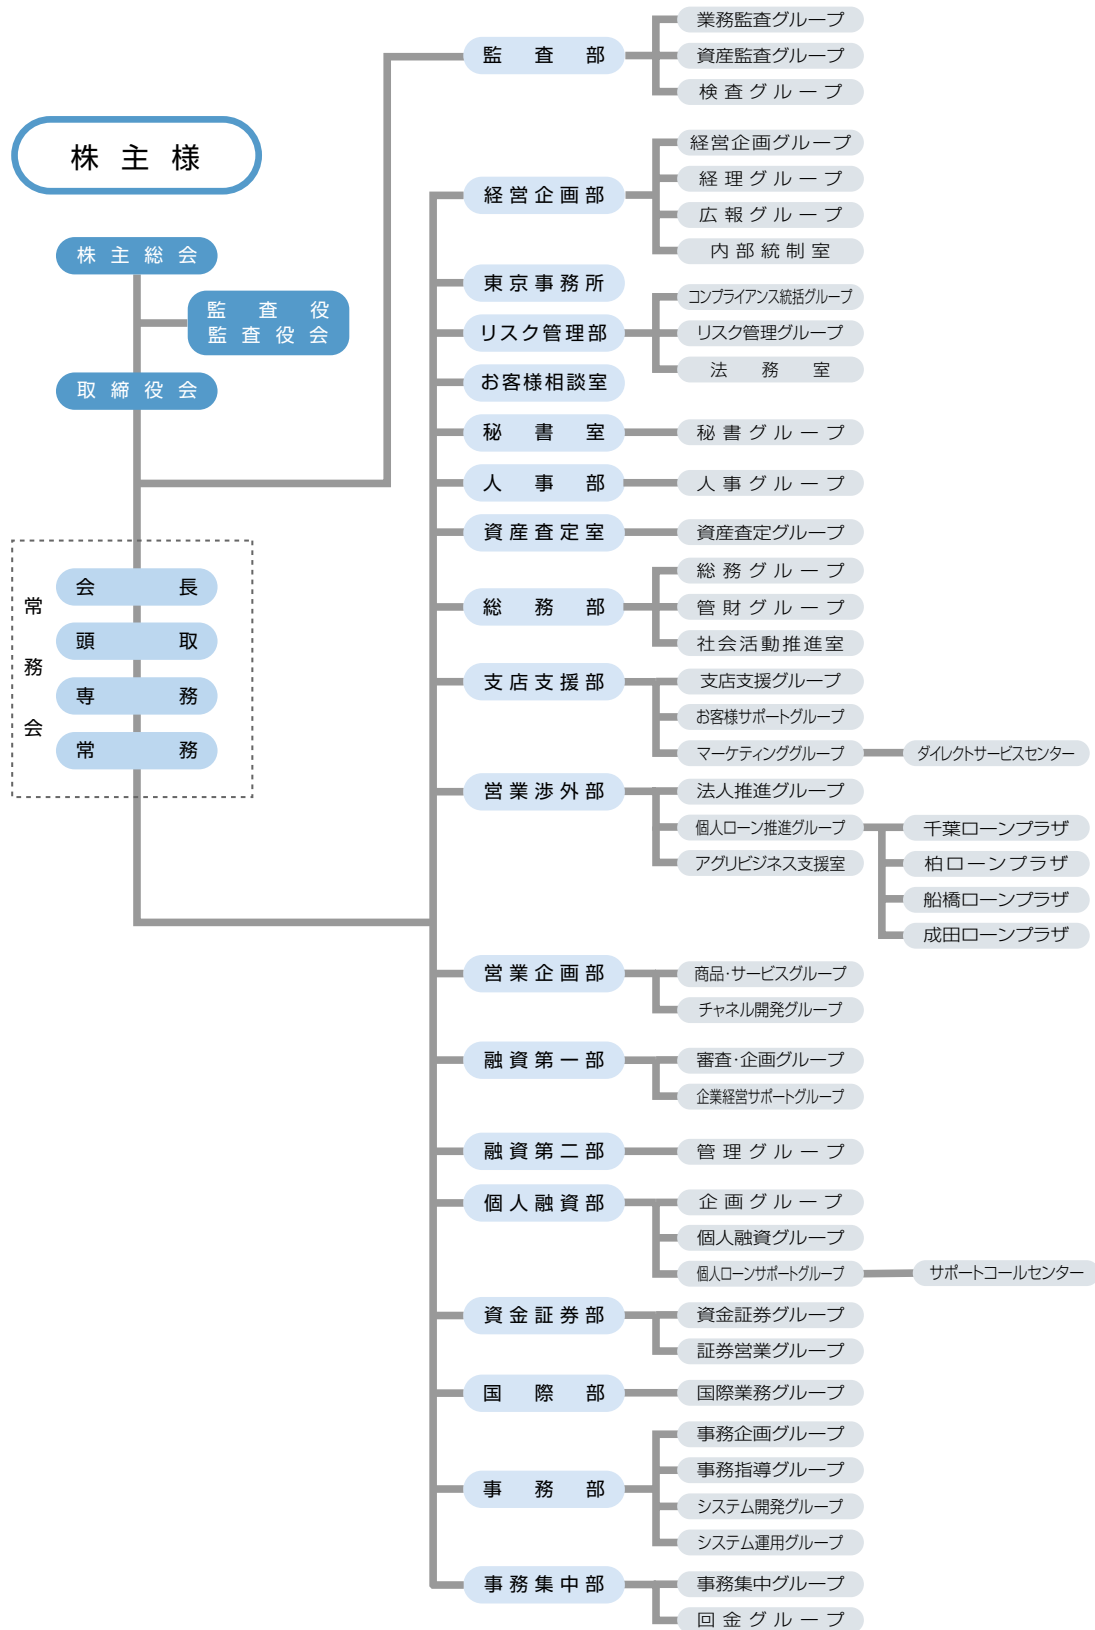 株主様
株主総会
監査役
監査役会
取締役会
常務会
会長
頭取
専務
常務
監査部
業務監査グループ
資産監査グループ
検査グループ
経営企画部
経営企画グループ
経理グループ
広報グループ
内部統制室
東京事務所
リスク管理部
コンプライアンス統括グループ
リスク管理グループ
法務室
お客様相談室
秘書室
秘書グループ
人事部
人事グループ
資産査定室
資産査定グループ
総務部
総務グループ
管財グループ
社会活動推進室
支店支援部
支店支援グループ
お客様サポートグループ
マーケティンググループ
ダイレクトサービスセンター
営業渉外部
法人推進グループ
個人ローン推進グループ
千葉ローンプラザ
柏ローンプラザ
船橋ローンプラザ
成田ローンプラザ
アグリビジネス支援室
営業企画部
商品・サービスグループ
チャネル開発グループ
融資第一部
審査・企画グループ
企業経営サポートグループ
融資第二部
管理グループ
個人融資部
企画グループ
個人融資グループ
個人ローンサポートグループ
サポートコールセンター
資金証券部
資金証券グループ
証券営業グループ
国際部
国際業務グループ
事務部
事務企画グループ
事務指導グループ
システム開発グループ
システム運用グループ
事務集中部
事務集中グループ
回金グループ